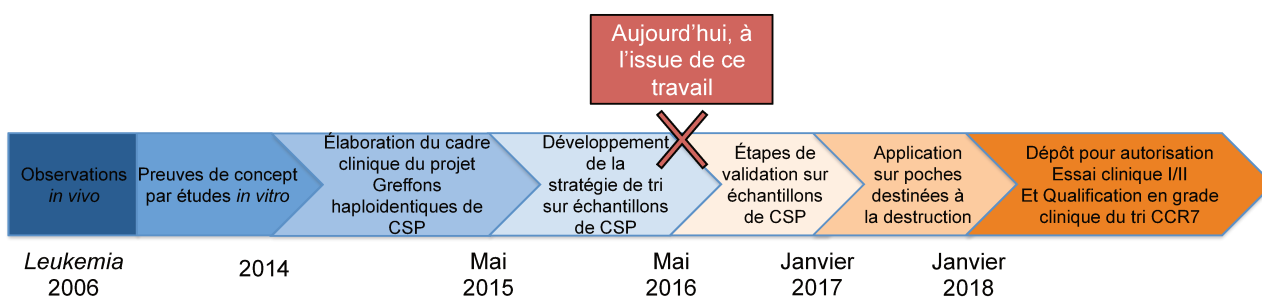 Aujourd’hui, à
l’issue de ce
travail
Observations
in vivo
Preuves de concept
par études in vitro
Élaboration du cadre
clinique du projet
Greffons
haploidentiques de
CSP
Développement
de la
stratégie de tri
sur échantillons
de CSP
Étapes de
validation sur
échantillons
de CSP
Application
sur poches
destinées à
la destruction
Dépôt pour autorisation
Essai clinique I/II
Et Qualification en grade
clinique du tri CCR7
Leukemia
2006
2014
Mai
2015
Mai
2016
Janvier
2017
Janvier
2018